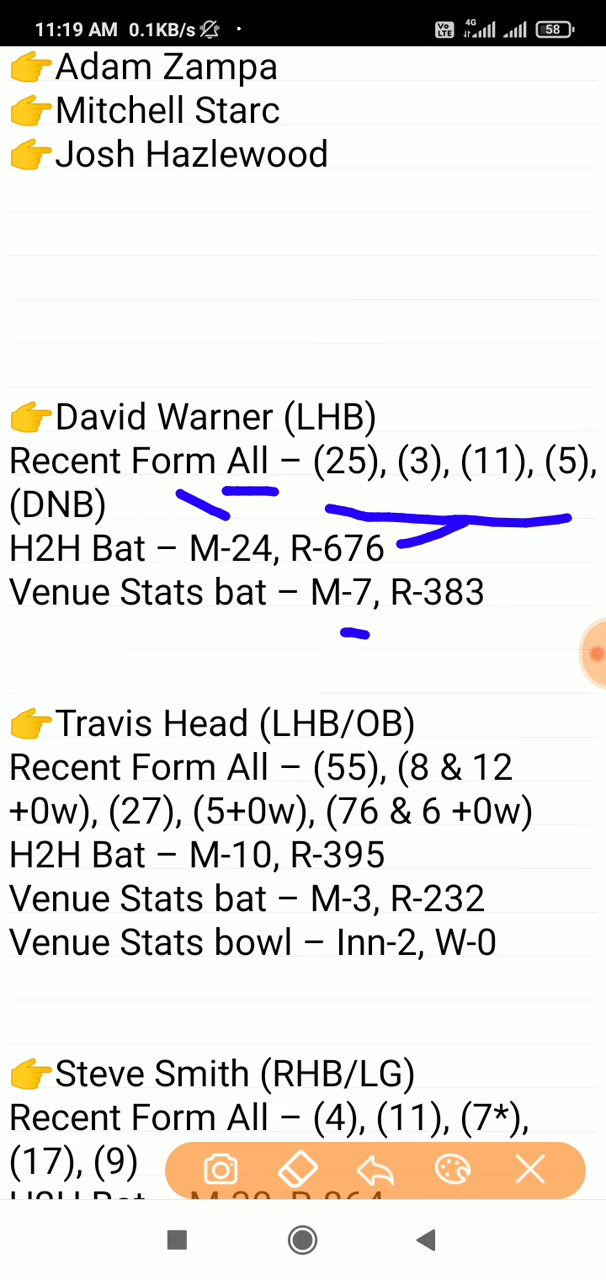 11:19 AM 0.1KB/s
Vo LTE 4G 58
👉Adam Zampa
👉Mitchell Starc
👉Josh Hazlewood
👉David Warner (LHB)
Recent Form All – (25), (3), (11), (5),
(DNB)
H2H Bat – M-24, R-676
Venue Stats bat – M-7, R-383
👉Travis Head (LHB/OB)
Recent Form All – (55), (8 & 12
+0w), (27), (5+0w), (76 & 6 +0w)
H2H Bat – M-10, R-395
Venue Stats bat – M-3, R-232
Venue Stats bowl – Inn-2, W-0
👉Steve Smith (RHB/LG)
Recent Form All – (4), (11), (7*),
(17), (9)